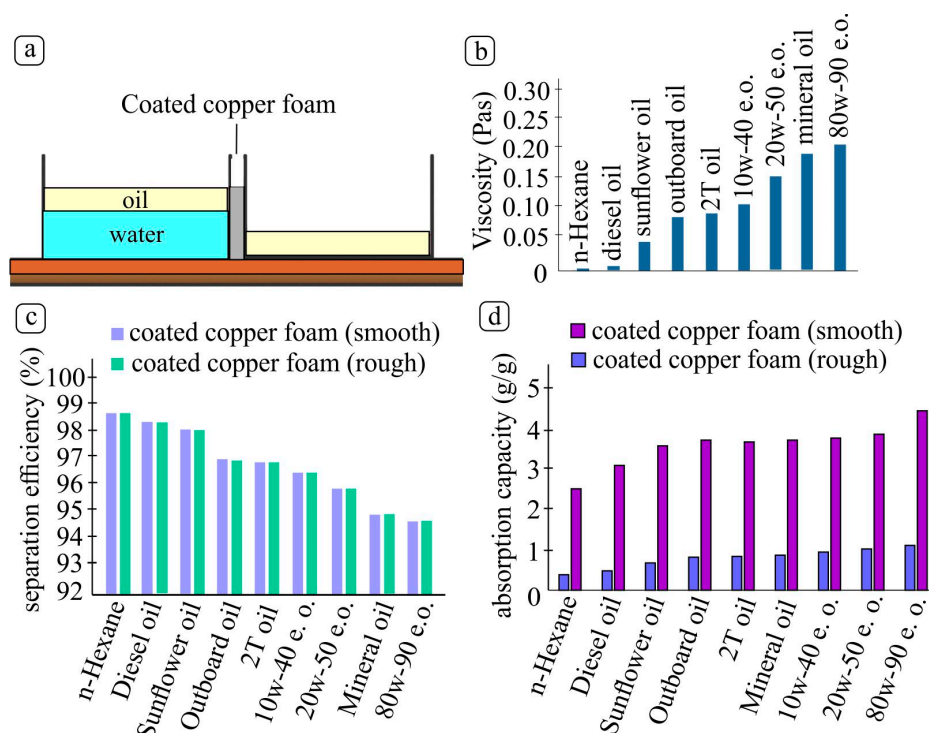 a
Coated copper foam
oil
water
b
Viscosity (Pas)
0.30
0.25
0.20
0.15
0.10
0.05
0
n-Hexane
diesel oil
sunflower oil
outboard oil
2T oil
10w-40 e.o.
20w-50 e.o.
mineral oil
80w-90 e.o.
c
coated copper foam (smooth)
coated copper foam (rough)
separation efficiency (%)
100
99
98
97
96
95
94
93
92
n-Hexane
Diesel oil
Sunflower oil
Outboard oil
2T oil
10w-40 e. o.
20w-50 e.o.
Mineral oil
80w-90 e.o.
d
coated copper foam (smooth)
coated copper foam (rough)
absorption capacity (g/g)
5
4
3
2
1
0
n-Hexane
Diesel oil
Sunflower oil
Outboard oil
2T oil
Mineral oil
10w-40 e. o.
20w-50 e. o.
80w-90 e. o.